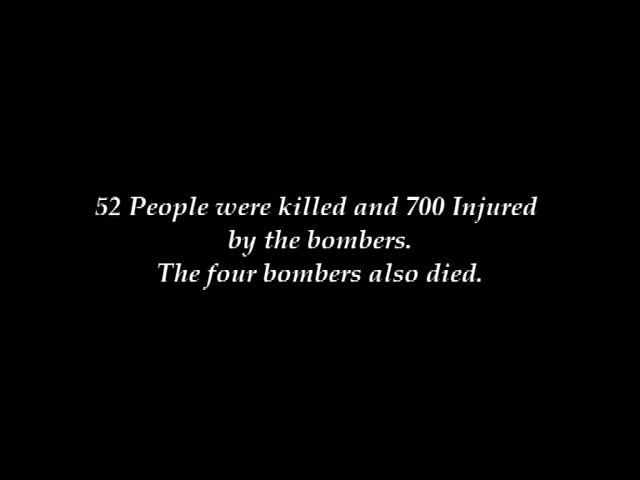 52 People were killed and 700 Injured
by the bombers.
The four bombers also died.